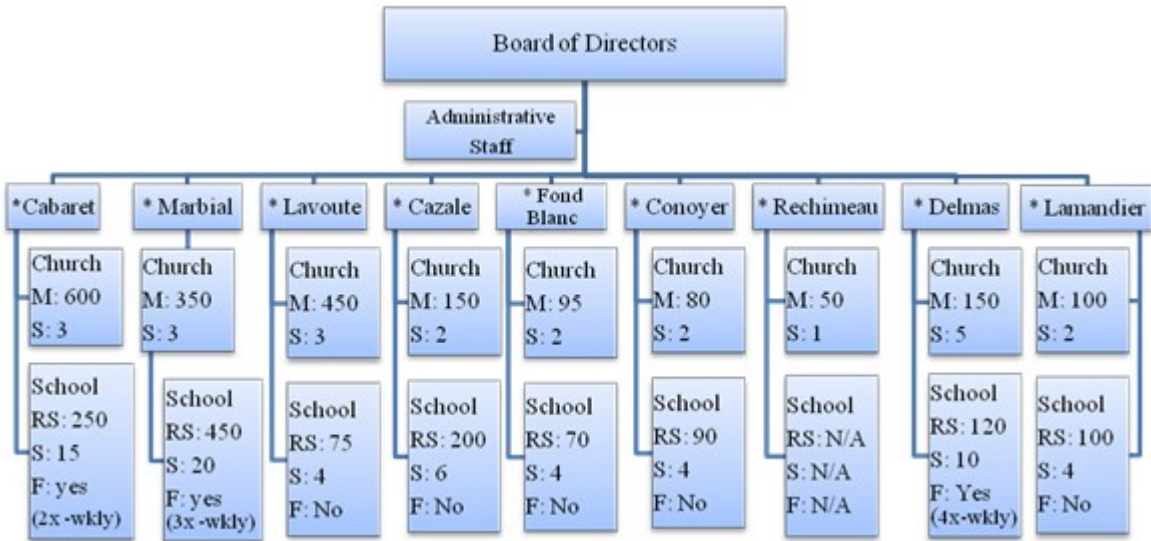 Board of Directors
Administrative
Staff
*Cabaret
* Marbial
* Lavoute
* Cazale
* Fond
Blanc
* Conoyer
* Rechimeau
* Delmas
* Lamandier
Church
M: 600
S: 3
Church
M: 350
S: 3
Church
M: 450
S: 3
Church
M: 150
S: 2
Church
M: 95
S: 2
Church
M: 80
S: 2
Church
M: 50
S: 1
Church
M: 150
S: 5
Church
M: 100
S: 2
School
RS: 250
S: 15
F: yes
(2x -wkly)
School
RS: 450
S: 20
F: yes
(3x -wkly)
School
RS: 75
S: 4
F: No
School
RS: 200
S: 6
F: No
School
RS: 70
S: 4
F: No
School
RS: 90
S: 4
F: No
School
RS: N/A
S: N/A
F: N/A
School
RS: 120
S: 10
F: Yes
(4x-wkly)
School
RS: 100
S: 4
F: No